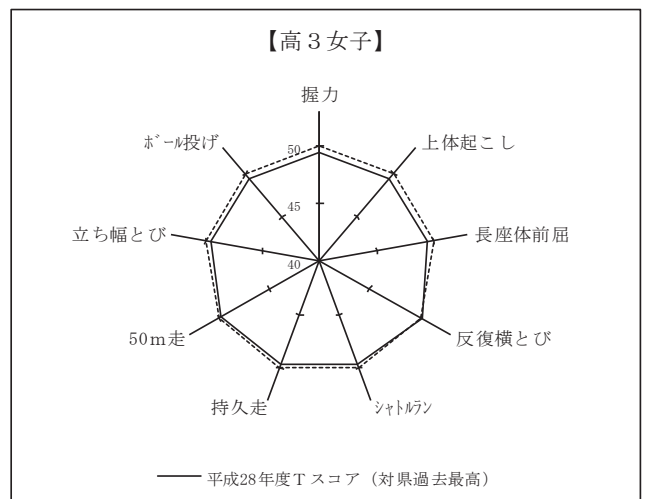 【高３女子】
握力
ﾎﾞｰﾙ投げ
上体起こし
50
立ち幅とび
45
長座体前屈
40
50ｍ走
反復横とび
持久走
ｼｬﾄﾙﾗﾝ
平成28年度Ｔスコア（対県過去最高）